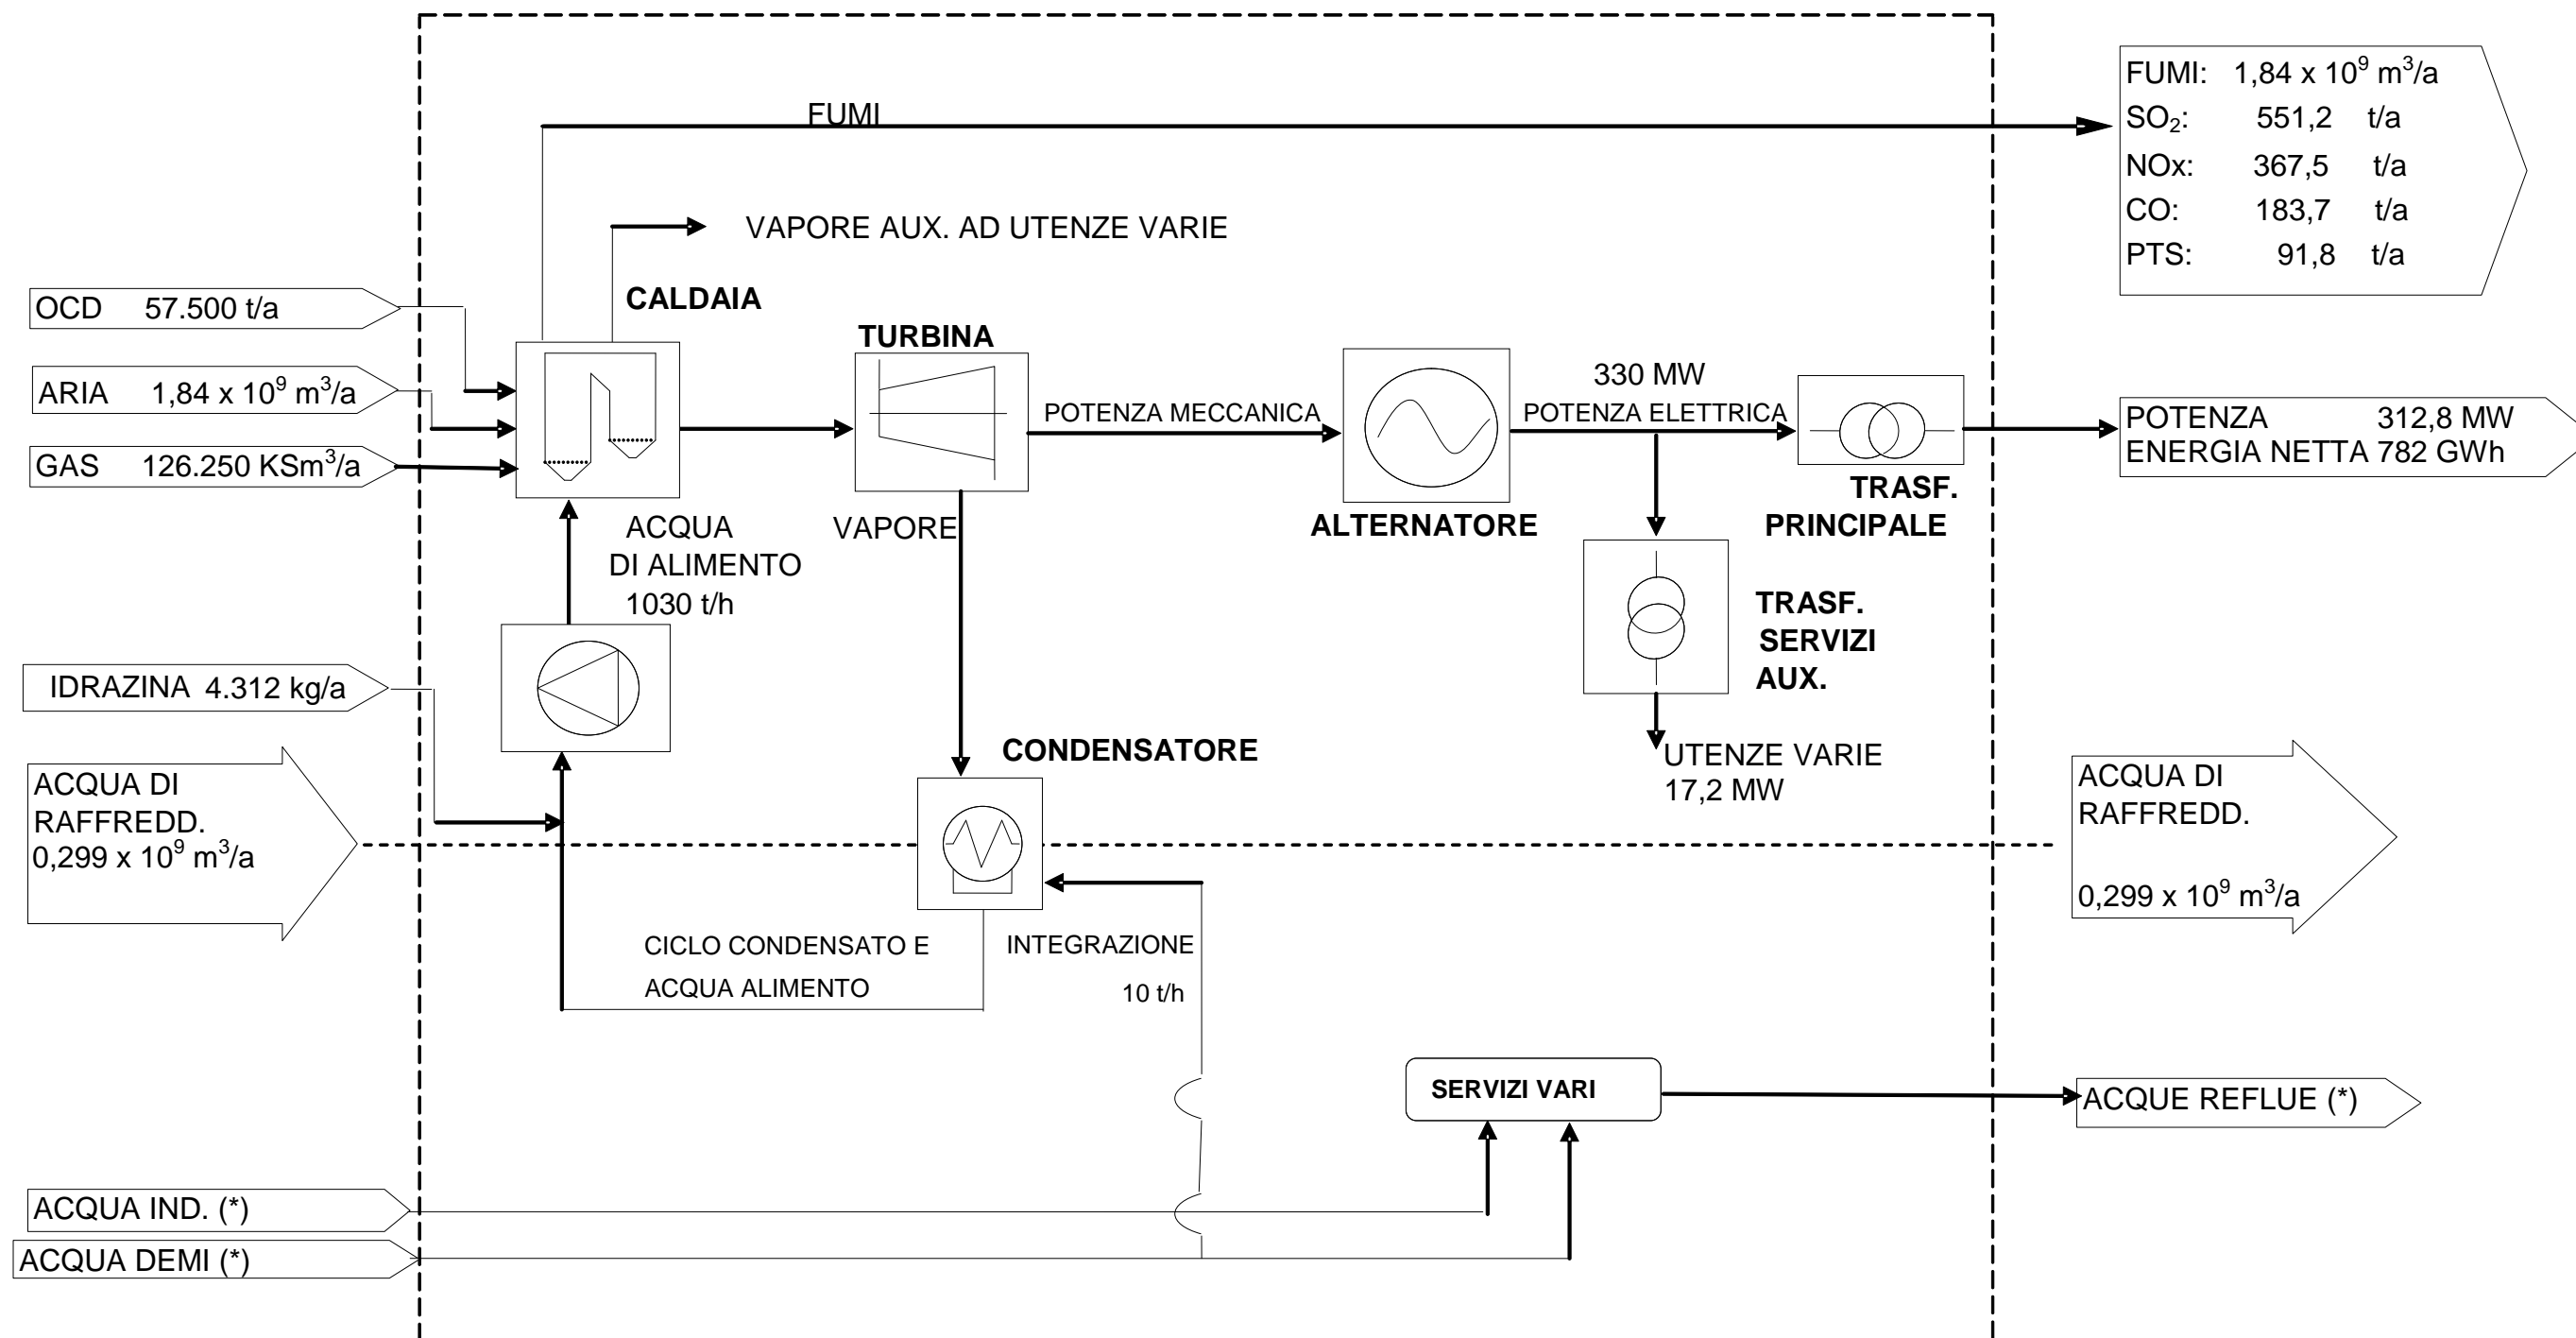 FUMI: 1,84 x 10⁹ m³/a
SO₂: 551,2 t/a
NOx: 367,5 t/a
CO: 183,7 t/a
PTS: 91,8 t/a
FUMI
VAPORE AUX. AD UTENZE VARIE
CALDAIA
OCD 57.500 t/a
TURBINA
ARIA 1,84 x 10⁹ m³/a
330 MW
POTENZA MECCANICA
POTENZA ELETTRICA
POTENZA 312,8 MW
ENERGIA NETTA 782 GWh
GAS 126.250 KSm³/a
TRASF.
PRINCIPALE
ALTERNATORE
ACQUA
DI ALIMENTO
1030 t/h
VAPORE
TRASF.
SERVIZI
AUX.
IDRAZINA 4.312 kg/a
CONDENSATORE
UTENZE VARIE
17,2 MW
ACQUA DI
RAFFREDD.
0,299 x 10⁹ m³/a
ACQUA DI
RAFFREDD.
0,299 x 10⁹ m³/a
CICLO CONDENSATO E
ACQUA ALIMENTO
INTEGRAZIONE
10 t/h
SERVIZI VARI
ACQUE REFLUE (*)
ACQUA IND. (*)
ACQUA DEMI (*)